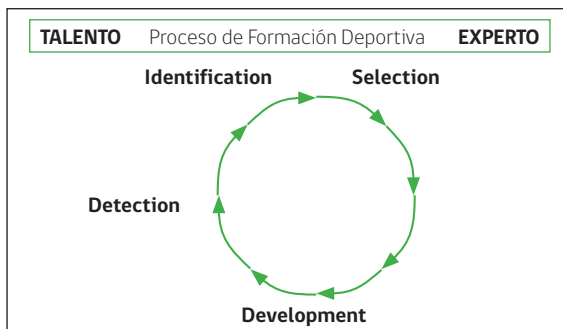 TALENTO Proceso de Formación Deportiva EXPERTO
Identification Selection
Detection
Development